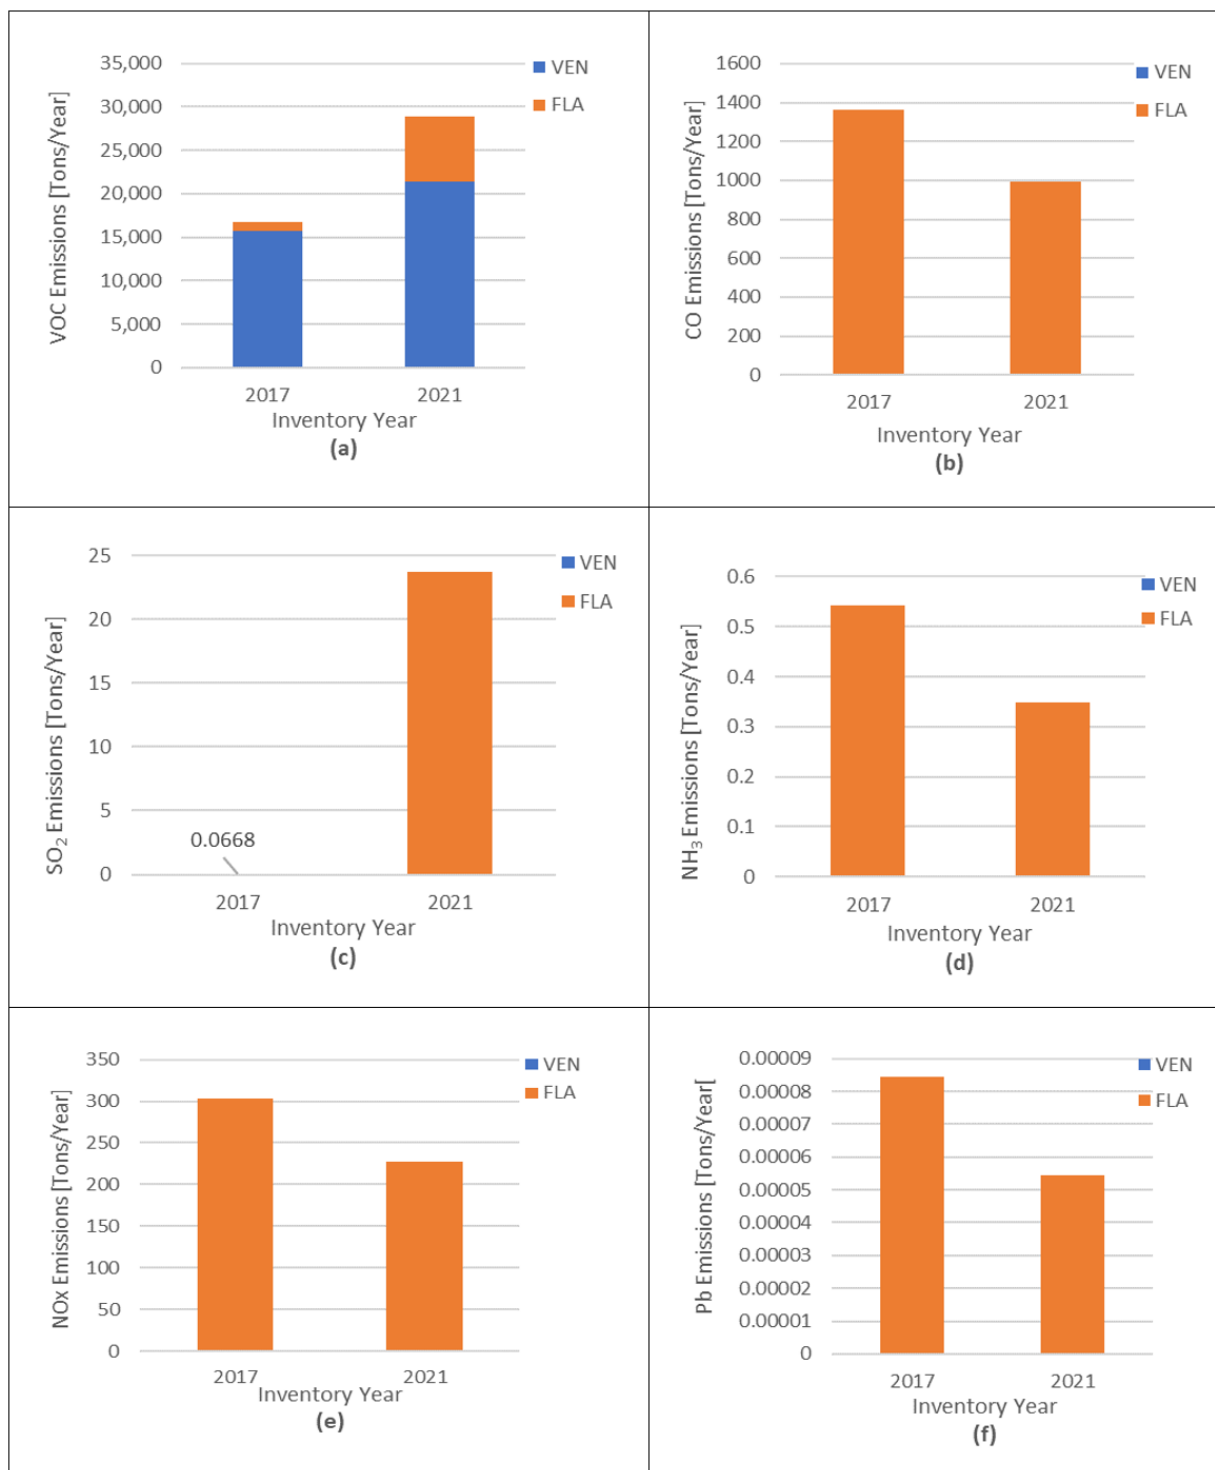 35,000
30,000
25,000
20,000
15,000
10,000
5,000
0
VOC Emissions [Tons/Year]
VEN
FLA
2017 2021
Inventory Year
(a)
1600
1400
1200
1000
800
600
400
200
0
CO Emissions [Tons/Year]
VEN
FLA
2017 2021
Inventory Year
(b)
25
20
15
10
5
0
SO2 Emissions [Tons/Year]
VEN
FLA
0.0668
2017 2021
Inventory Year
(c)
0.6
0.5
0.4
0.3
0.2
0.1
0
NH3 Emissions [Tons/Year]
VEN
FLA
2017 2021
Inventory Year
(d)
350
300
250
200
150
100
50
0
NOx Emissions [Tons/Year]
VEN
FLA
2017 2021
Inventory Year
(e)
0.00009
0.00008
0.00007
0.00006
0.00005
0.00004
0.00003
0.00002
0.00001
0
Pb Emissions [Tons/Year[
VEN
FLA
2017 2021
Inventory Year
(f)